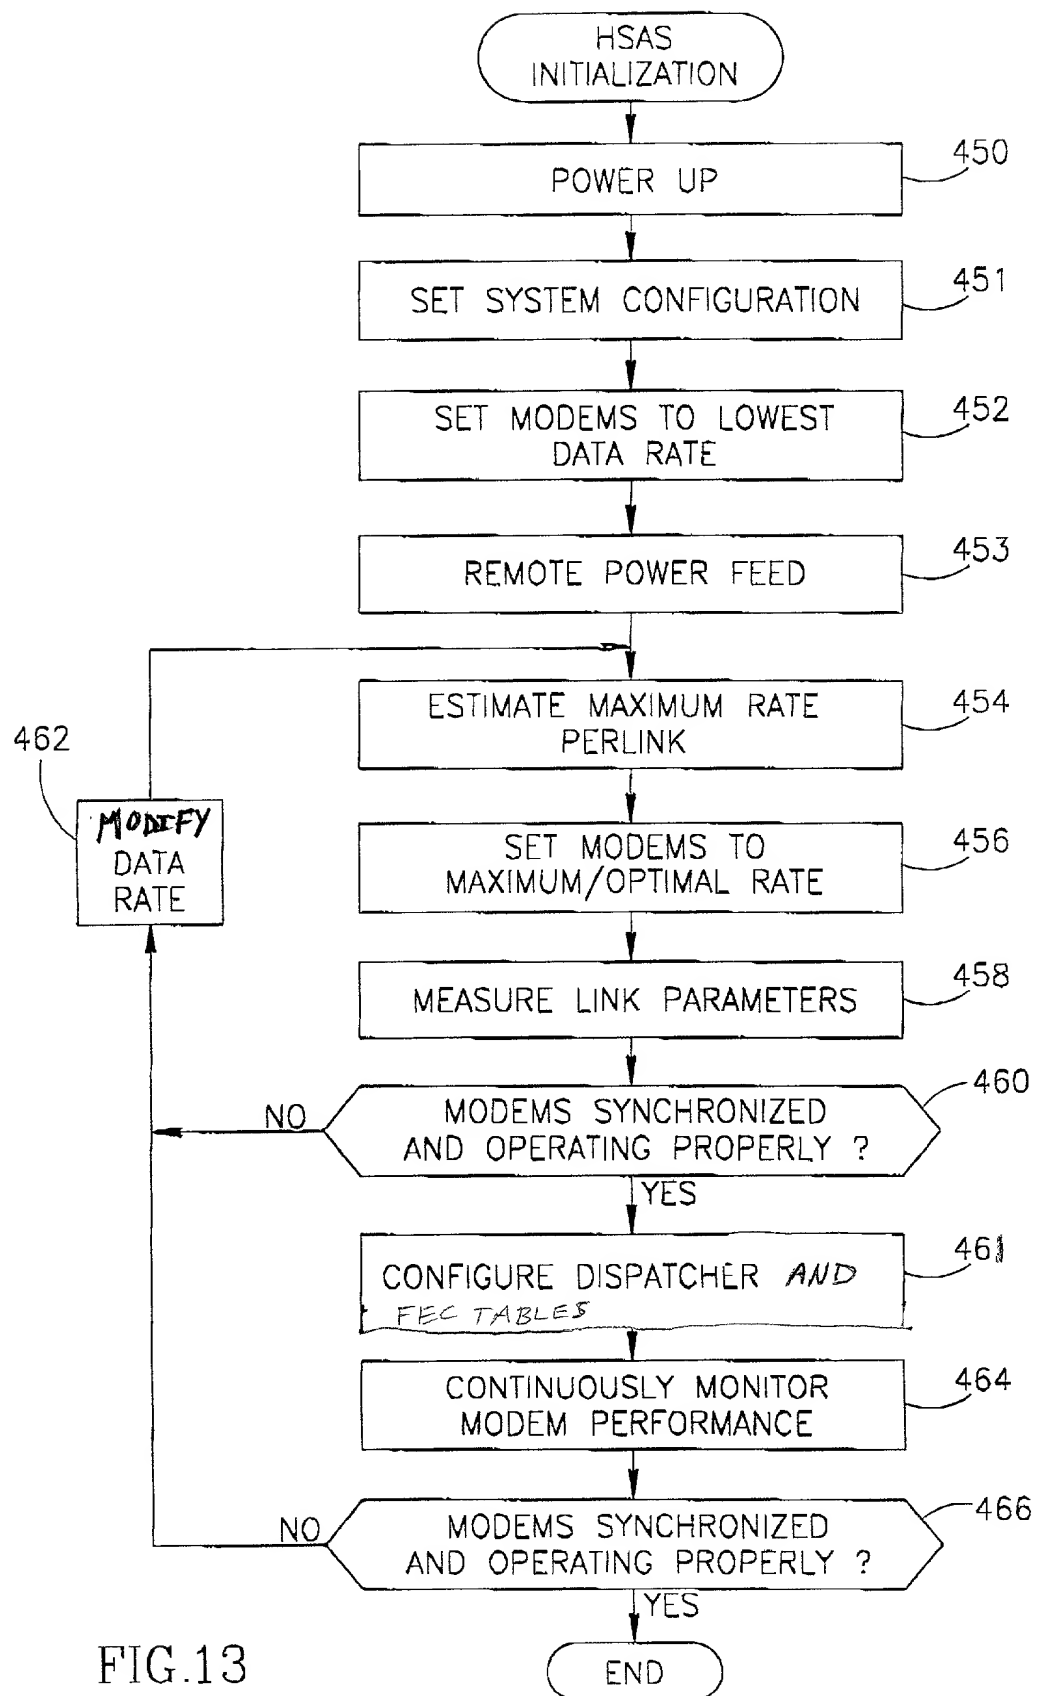 HSAS
INITIALIZATION
450
POWER UP
451
SET SYSTEM CONFIGURATION
452
SET MODEMS TO LOWEST
DATA RATE
453
REMOTE POWER FEED
454
ESTIMATE MAXIMUM RATE
PERLINK
462
MODIFY
DATA
RATE
456
SET MODEMS TO
MAXIMUM/OPTIMAL RATE
458
MEASURE LINK PARAMETERS
460
MODEMS SYNCHRONIZED
AND OPERATING PROPERLY ?
NO
YES
461
CONFIGURE DISPATCHER AND
FEC TABLES
464
CONTINUOUSLY MONITOR
MODEM PERFORMANCE
466
MODEMS SYNCHRONIZED
AND OPERATING PROPERLY ?
NO
YES
END
FIG.13